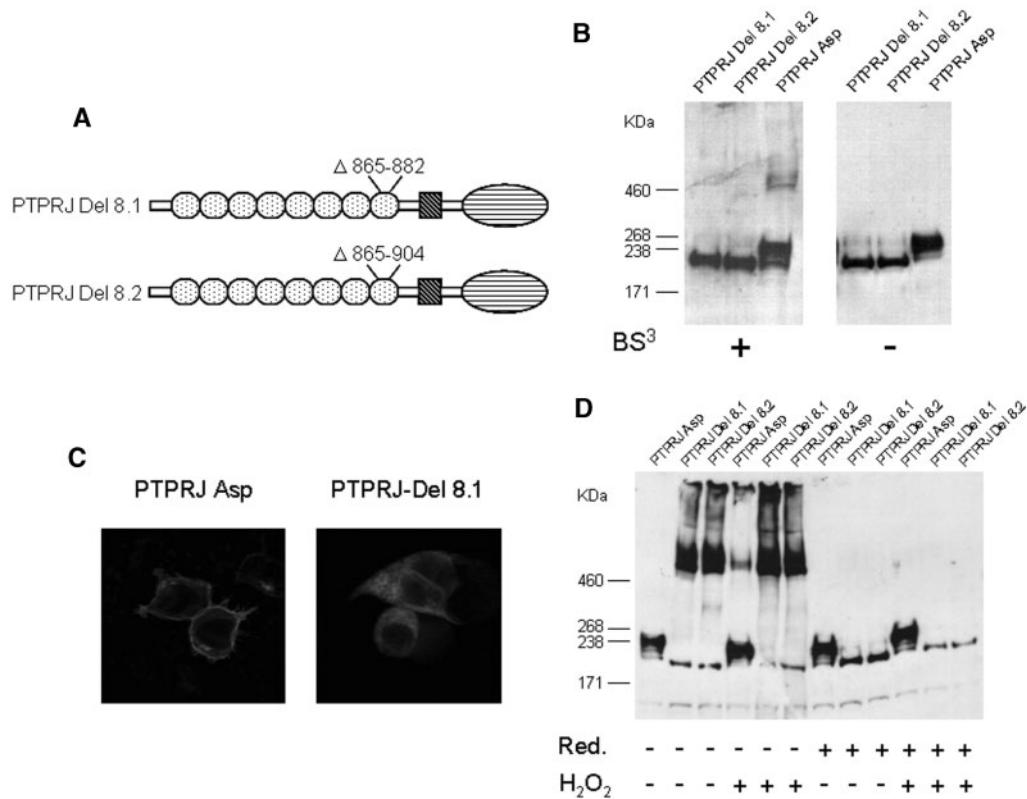 A
Δ 865-882
PTPRJ Del 8.1
Δ 865-904
PTPRJ Del 8.2
B
PTPRJ Del 8.1
PTPRJ Del 8.2
PTPRJ Asp
PTPRJ Del 8.1
PTPRJ Del 8.2
PTPRJ Asp
KDa
460
268
238
171
BS³ + -
C
PTPRJ Asp PTPRJ-Del 8.1
D
PTPRJ Asp
PTPRJ Del 8.1
PTPRJ Del 8.2
PTPRJ Asp
PTPRJ Del 8.1
PTPRJ Del 8.2
PTPRJ Asp
PTPRJ Del 8.1
PTPRJ Del 8.2
PTPRJ Asp
PTPRJ Del 8.1
PTPRJ Del 8.2
KDa
460
268
238
171
Red. - - - - - - + + + + + +
H₂O₂ - - - + + + - - - + + +